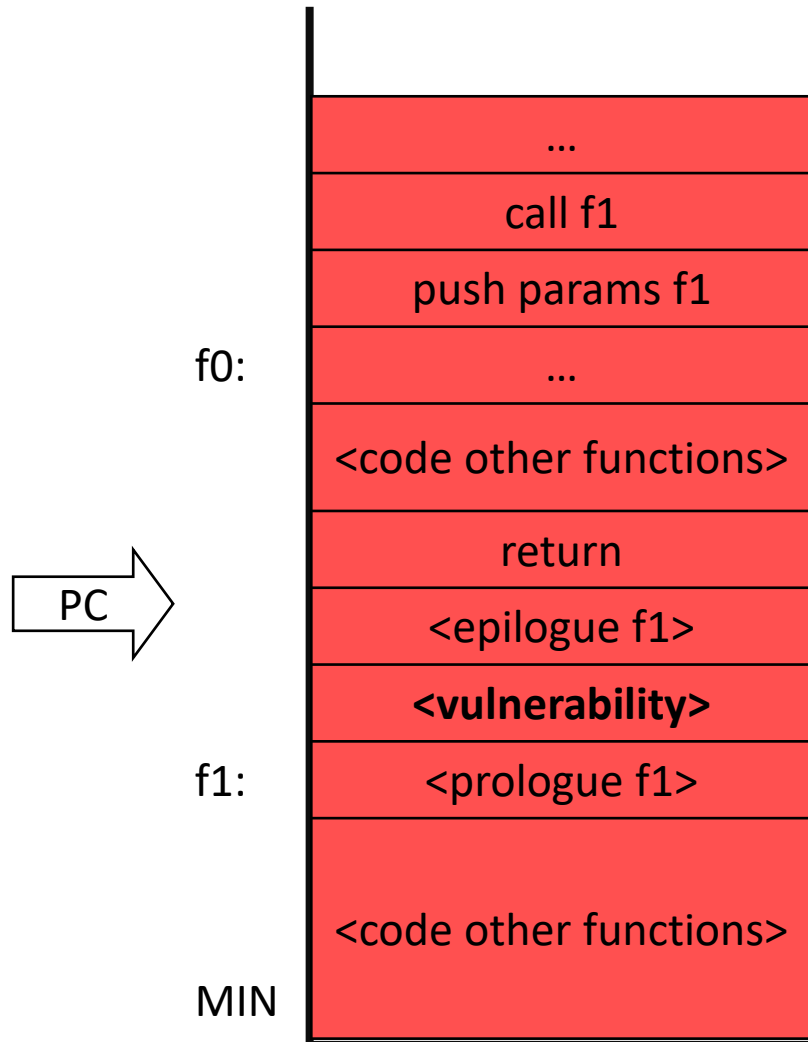 …
call f1
push params f1
f0:
…
<code other functions>
return
PC
<epilogue f1>
<vulnerability>
f1:
<prologue f1>
<code other functions>
MIN